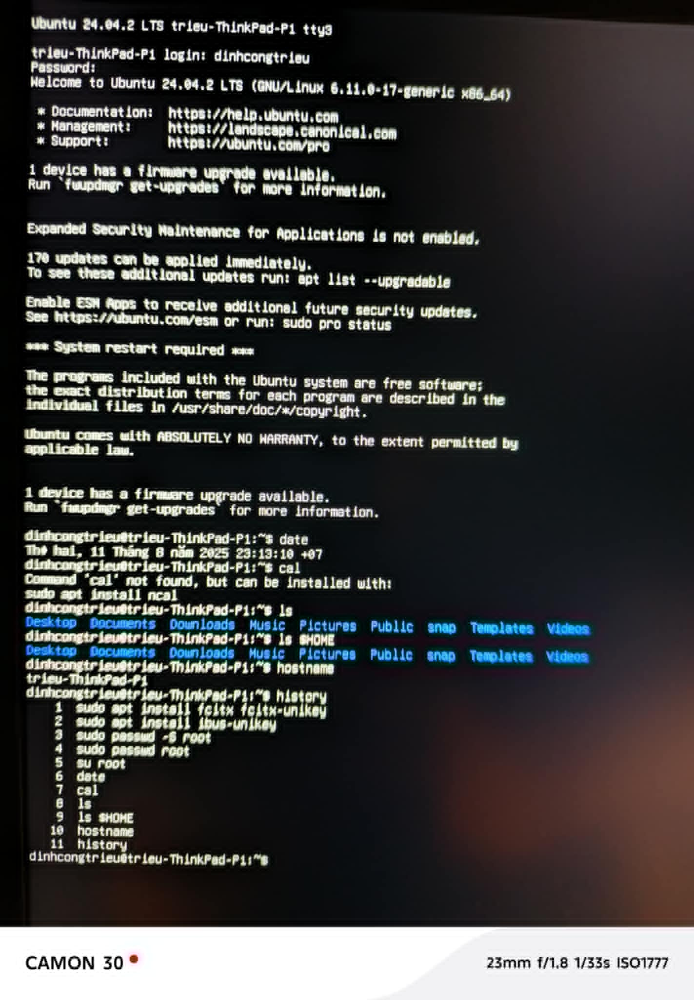 Ubuntu 24.04.2 LTS trieu-ThinkPad-P1 tty3
trieu-ThinkPad-P1 login: dinhcongtrieu
Password:
Welcome to Ubuntu 24.04.2 LTS (GNU/Linux 6.11.0-17-generic x86_64)
* Documentation: https://help.ubuntu.com
* Management: https://landscape.canonical.com
* Support: https://ubuntu.com/pro
1 device has a firmware upgrade available.
Run `fwupdmgr get-upgrades` for more information.
Expanded Security Maintenance for Applications is not enabled.
170 updates can be applied immediately.
To see these additional updates run: apt list --upgradable
Enable ESM Apps to receive additional future security updates.
See https://ubuntu.com/esm or run: sudo pro status
*** System restart required ***
The programs included with the Ubuntu system are free software;
the exact distribution terms for each program are described in the
individual files in /usr/share/doc/*/copyright.
Ubuntu comes with ABSOLUTELY NO WARRANTY, to the extent permitted by
applicable law.
1 device has a firmware upgrade available.
Run `fwupdmgr get-upgrades` for more information.
dinhcongtrieu@trieu-ThinkPad-P1:~$ date
Th♦ hai, 11 Tháng 8 năm 2025 23:13:10 +07
dinhcongtrieu@trieu-ThinkPad-P1:~$ cal
Command 'cal' not found, but can be installed with:
sudo apt install ncal
dinhcongtrieu@trieu-ThinkPad-P1:~$ ls
Desktop Documents Downloads Music Pictures Public snap Templates Videos
dinhcongtrieu@trieu-ThinkPad-P1:~$ ls $HOME
Desktop Documents Downloads Music Pictures Public snap Templates Videos
dinhcongtrieu@trieu-ThinkPad-P1:~$ hostname
trieu-ThinkPad-P1
dinhcongtrieu@trieu-ThinkPad-P1:~$ history
1 sudo apt install fcitx fcitx-unikey
2 sudo apt install ibus-unikey
3 sudo passwd -S root
4 sudo passwd root
5 su root
6 date
7 cal
8 ls
9 ls $HOME
10 hostname
11 history
dinhcongtrieu@trieu-ThinkPad-P1:~$
CAMON 30
23mm f/1.8 1/33s ISO1777